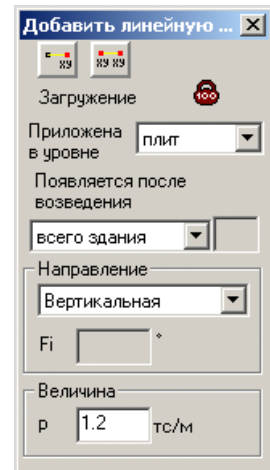 Добавить линейную ...
xy xy xy
Загружение 100
Приложена в уровне плит
Появляется после
возведения
всего здания
Направление
Вертикальная
Fi °
Величина
p 1.2 тс/м